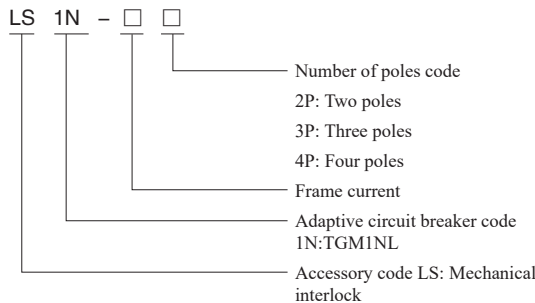 LS 1N – □ □
Number of poles code
2P: Two poles
3P: Three poles
4P: Four poles
Frame current
Adaptive circuit breaker code
1N:TGM1NL
Accessory code LS: Mechanical
interlock